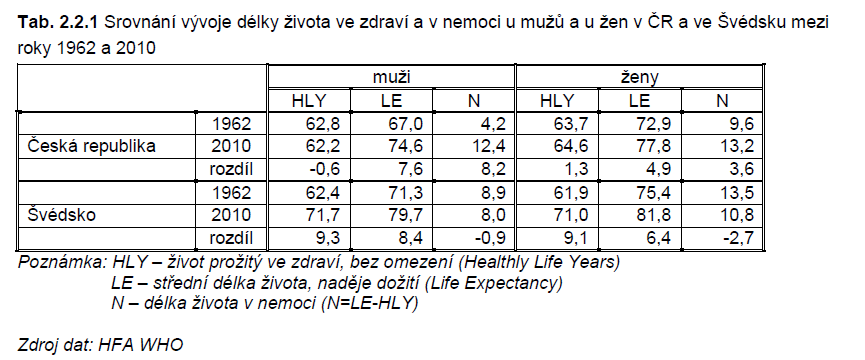 Tab. 2.2.1 Srovnání vývoje délky života ve zdraví a v nemoci u mužů a u žen v ČR a ve Švédsku mezi
roky 1962 a 2010
muži ženy
HLY LE N HLY LE N
1962 62,8 67,0 4,2 63,7 72,9 9,6
Česká republika 2010 62,2 74,6 12,4 64,6 77,8 13,2
rozdíl -0,6 7,6 8,2 1,3 4,9 3,6
1962 62,4 71,3 8,9 61,9 75,4 13,5
Švédsko 2010 71,7 79,7 8,0 71,0 81,8 10,8
rozdíl 9,3 8,4 -0,9 9,1 6,4 -2,7
Poznámka: HLY – život prožitý ve zdraví, bez omezení (Healthly Life Years)
LE – střední délka života, naděje dožití (Life Expectancy)
N – délka života v nemoci (N=LE-HLY)
Zdroj dat: HFA WHO